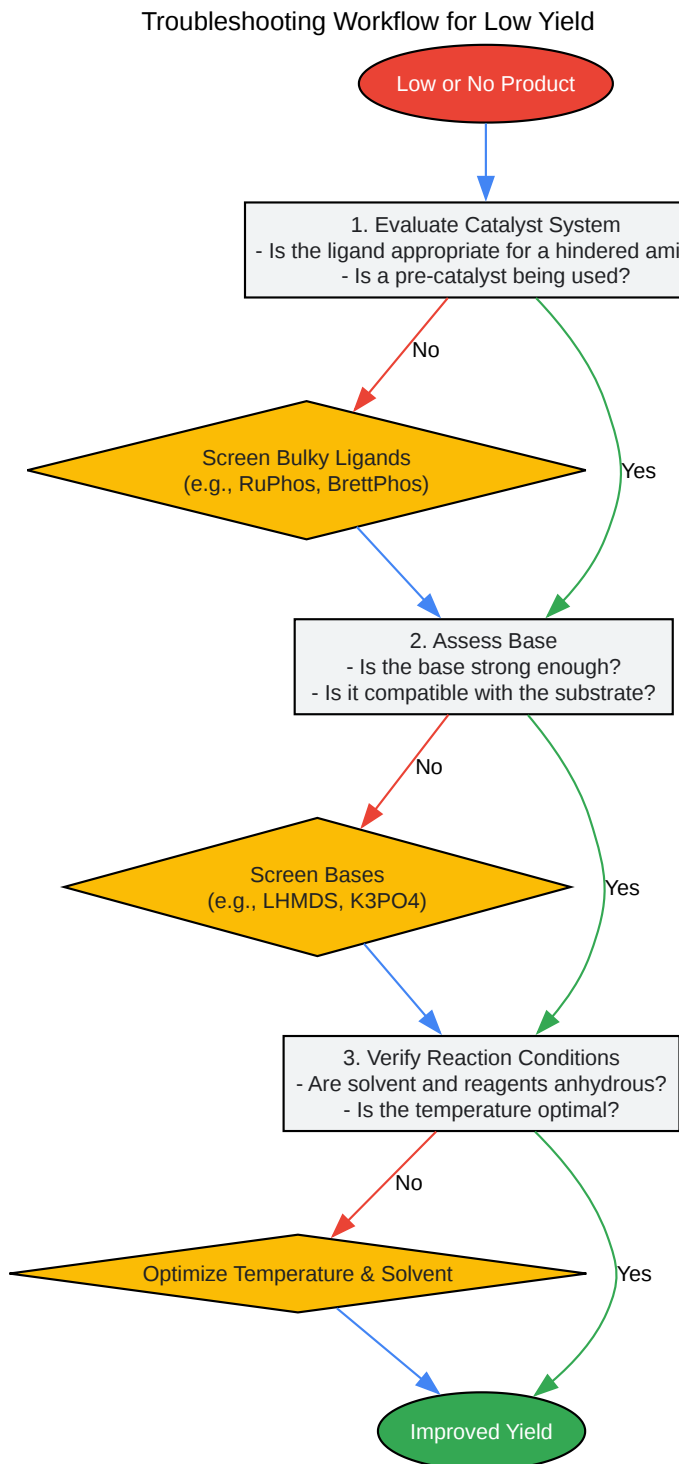 Troubleshooting Workflow for Low Yield
Low or No Product
1. Evaluate Catalyst System
- Is the ligand appropriate for a hindered
- Is a pre-catalyst being used?
No
Screen Bulky Ligands
(e.g., RuPhos, BrettPhos)
Yes
2. Assess Base
- Is the base strong enough?
- Is it compatible with the substrate?
No
Screen Bases
(e.g., LHMDS, K3PO4)
Yes
3. Verify Reaction Conditions
- Are solvent and reagents anhydrous?
- Is the temperature optimal?
No
Optimize Temperature & Solvent
Yes
Improved Yield